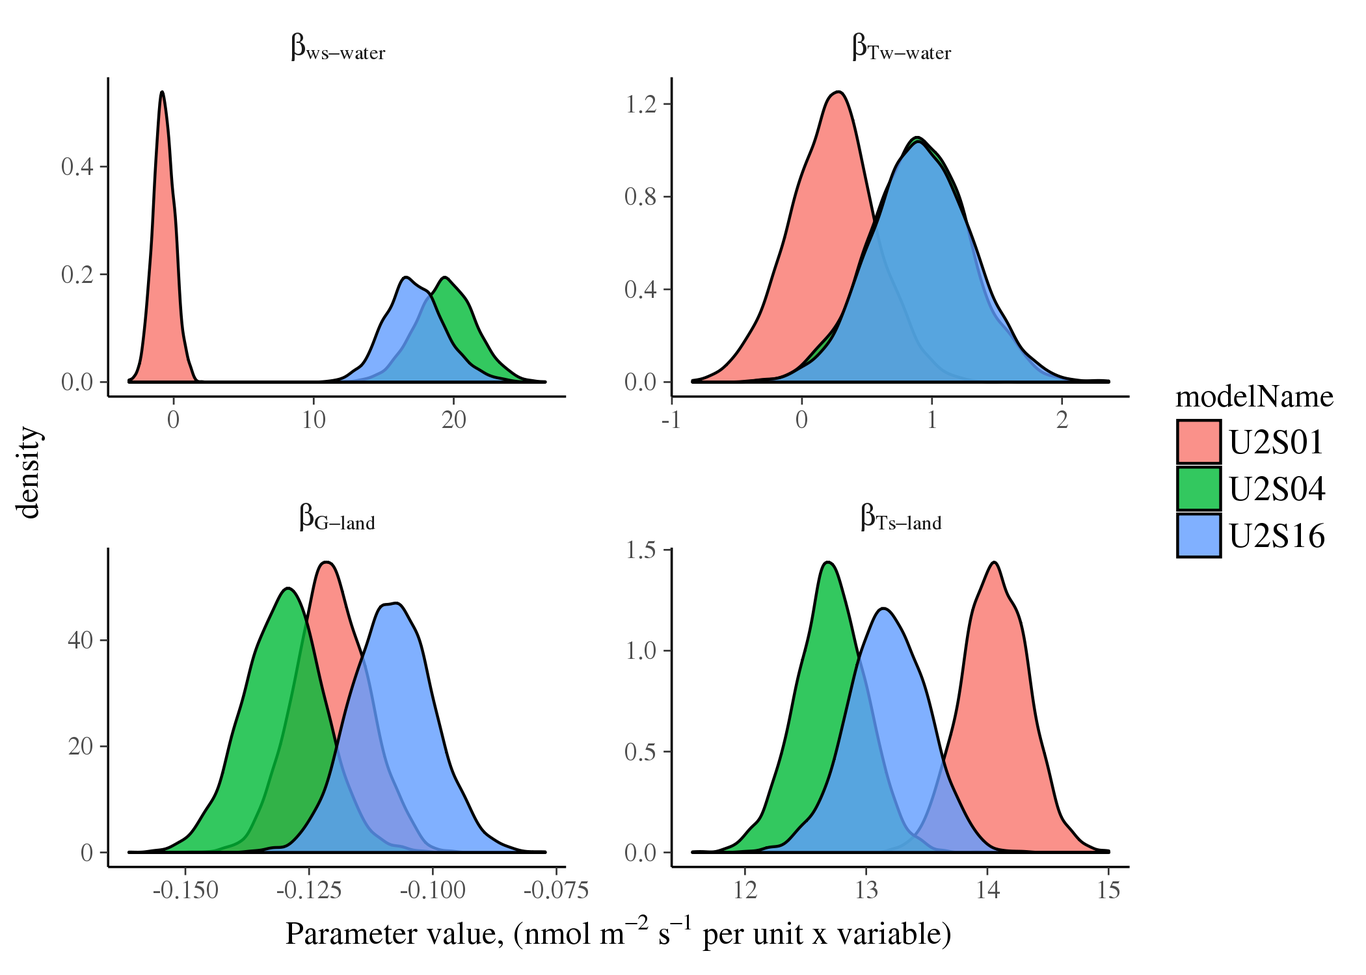 βws−water
βTw−water
0.4
0.2
0.0
0
10
20
1.2
0.8
0.4
0.0
-1
0
1
2
density
βG−land
βTs−land
40
20
0
-0.150
-0.125
-0.100
-0.075
1.5
1.0
0.5
0.0
12
13
14
15
Parameter value, (nmol m−2 s−1 per unit x variable)
modelName
U2S01
U2S04
U2S16